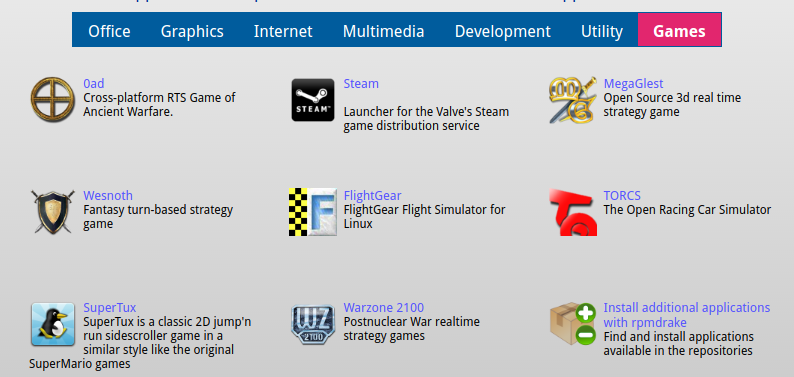 Office Graphics Internet Multimedia Development Utility Games
0ad
Cross-platform RTS Game of
Ancient Warfare.
STEAM™
Steam
Launcher for the Valve's Steam
game distribution service
MegaGlest
Open Source 3d real time
strategy game
Wesnoth
Fantasy turn-based strategy
game
F
FlightGear
FlightGear Flight Simulator for
Linux
TORCS
The Open Racing Car Simulator
SuperTux
SuperTux is a classic 2D jump'n
run sidescroller game in a
similar style like the original
SuperMario games
WZ
2100
Warzone 2100
Postnuclear War realtime
strategy games
Install additional applications
with rpmdrake
Find and install applications
available in the repositories